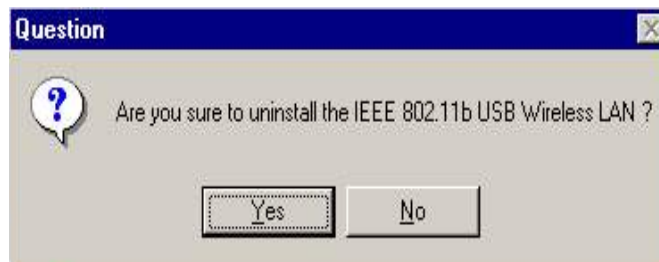 Question
Are you sure to uninstall the IEEE 802.11b USB Wireless LAN ?
Yes
No